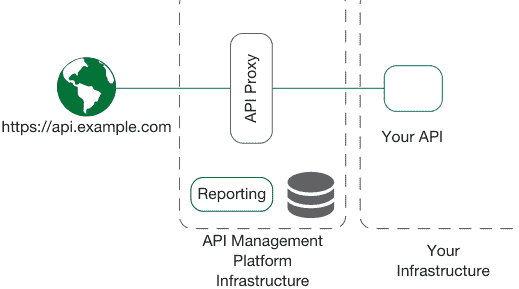 API Proxy
https://api.example.com
Your API
Reporting
API Management
Platform
Infrastructure
Your
Infrastructure